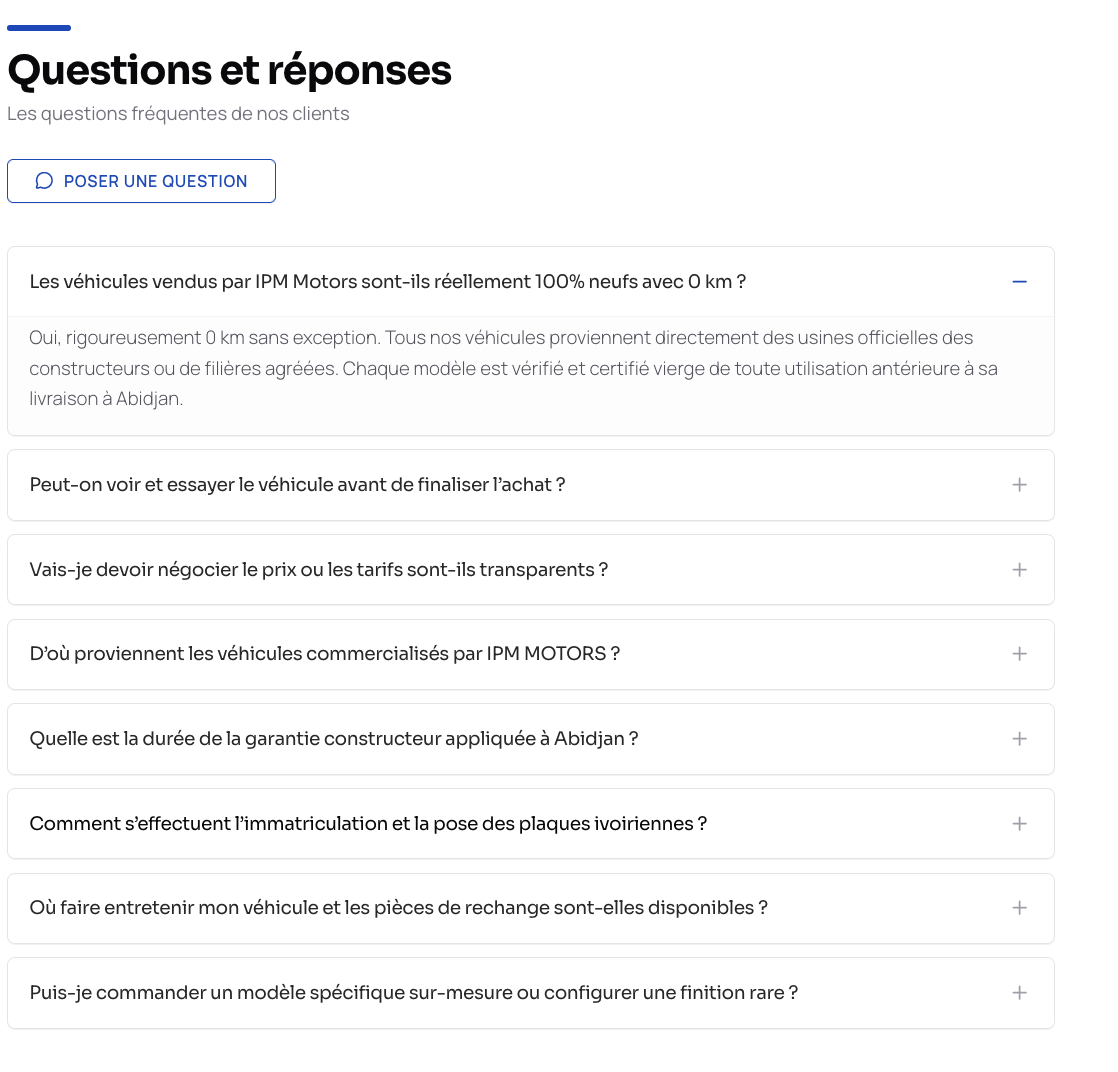 Questions et réponses
Les questions fréquentes de nos clients
POSER UNE QUESTION
Les véhicules vendus par IPM Motors sont-ils réellement 100% neufs avec 0 km ?
Oui, rigoureusement 0 km sans exception. Tous nos véhicules proviennent directement des usines officielles des
constructeurs ou de filières agréées. Chaque modèle est vérifié et certifié vierge de toute utilisation antérieure à sa
livraison à Abidjan.
Peut-on voir et essayer le véhicule avant de finaliser l’achat ?
Vais-je devoir négocier le prix ou les tarifs sont-ils transparents ?
D’où proviennent les véhicules commercialisés par IPM MOTORS ?
Quelle est la durée de la garantie constructeur appliquée à Abidjan ?
Comment s’effectuent l’immatriculation et la pose des plaques ivoiriennes ?
Où faire entretenir mon véhicule et les pièces de rechange sont-elles disponibles ?
Puis-je commander un modèle spécifique sur-mesure ou configurer une finition rare ?